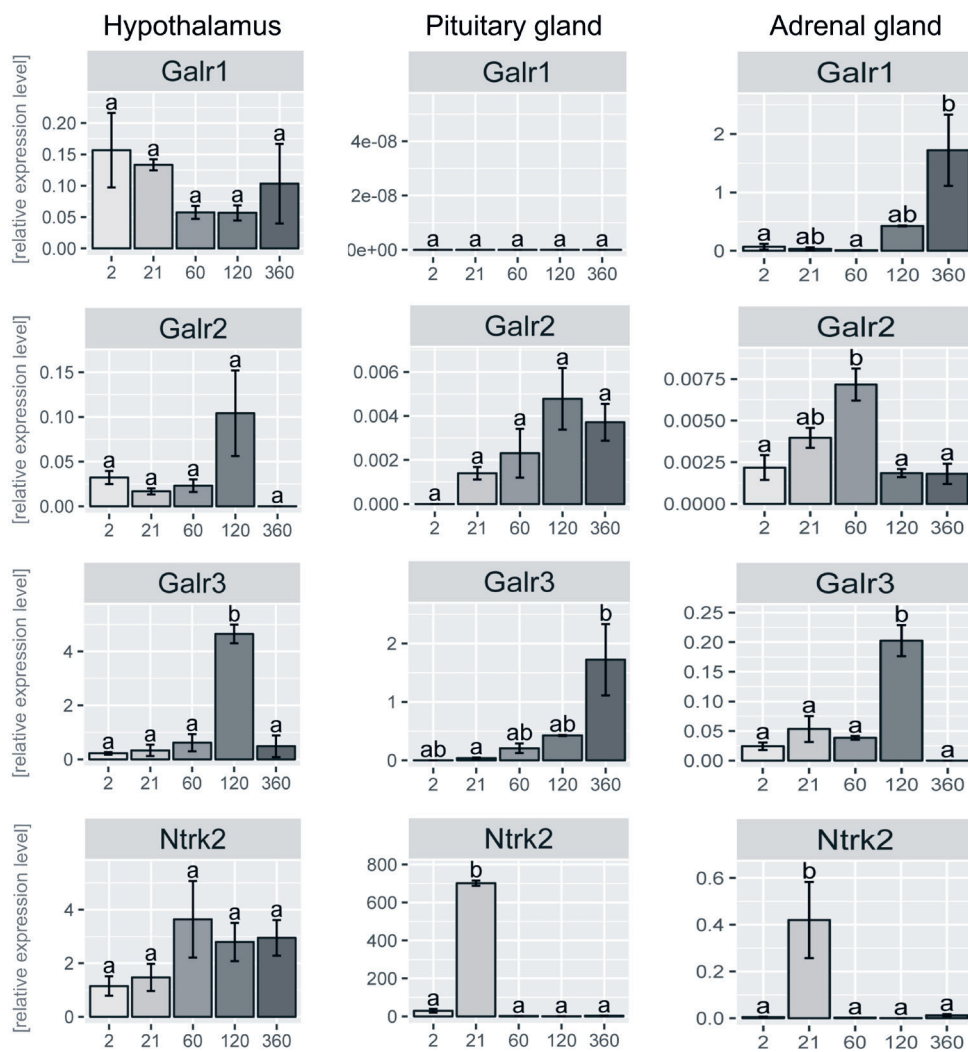 Hypothalamus Pituitary gland Adrenal gland
Galr1 Galr1 Galr1
[relative expression level]
0.20
0.15
0.10
0.05
0.00
a a a a a
2 21 60 120 360
4e-08
2e-08
0e+00
a a a a a
2 21 60 120 360
2
1
0
a ab a ab b
2 21 60 120 360
Galr2 Galr2 Galr2
[relative expression level]
0.15
0.10
0.05
0.00
a a a a a
2 21 60 120 360
0.006
0.004
0.002
0.000
a a a a a
2 21 60 120 360
0.0075
0.0050
0.0025
0.0000
a ab b a a
2 21 60 120 360
Galr3 Galr3 Galr3
[relative expression level]
4
2
0
a a a b a
2 21 60 120 360
2
1
0
ab a ab ab b
2 21 60 120 360
0.25
0.20
0.15
0.10
0.05
0.00
a a a b a
2 21 60 120 360
Ntrk2 Ntrk2 Ntrk2
[relative expression level]
4
2
0
a a a a a
2 21 60 120 360
800
600
400
200
0
a b a a a
2 21 60 120 360
0.6
0.4
0.2
0.0
a b a a a
2 21 60 120 360